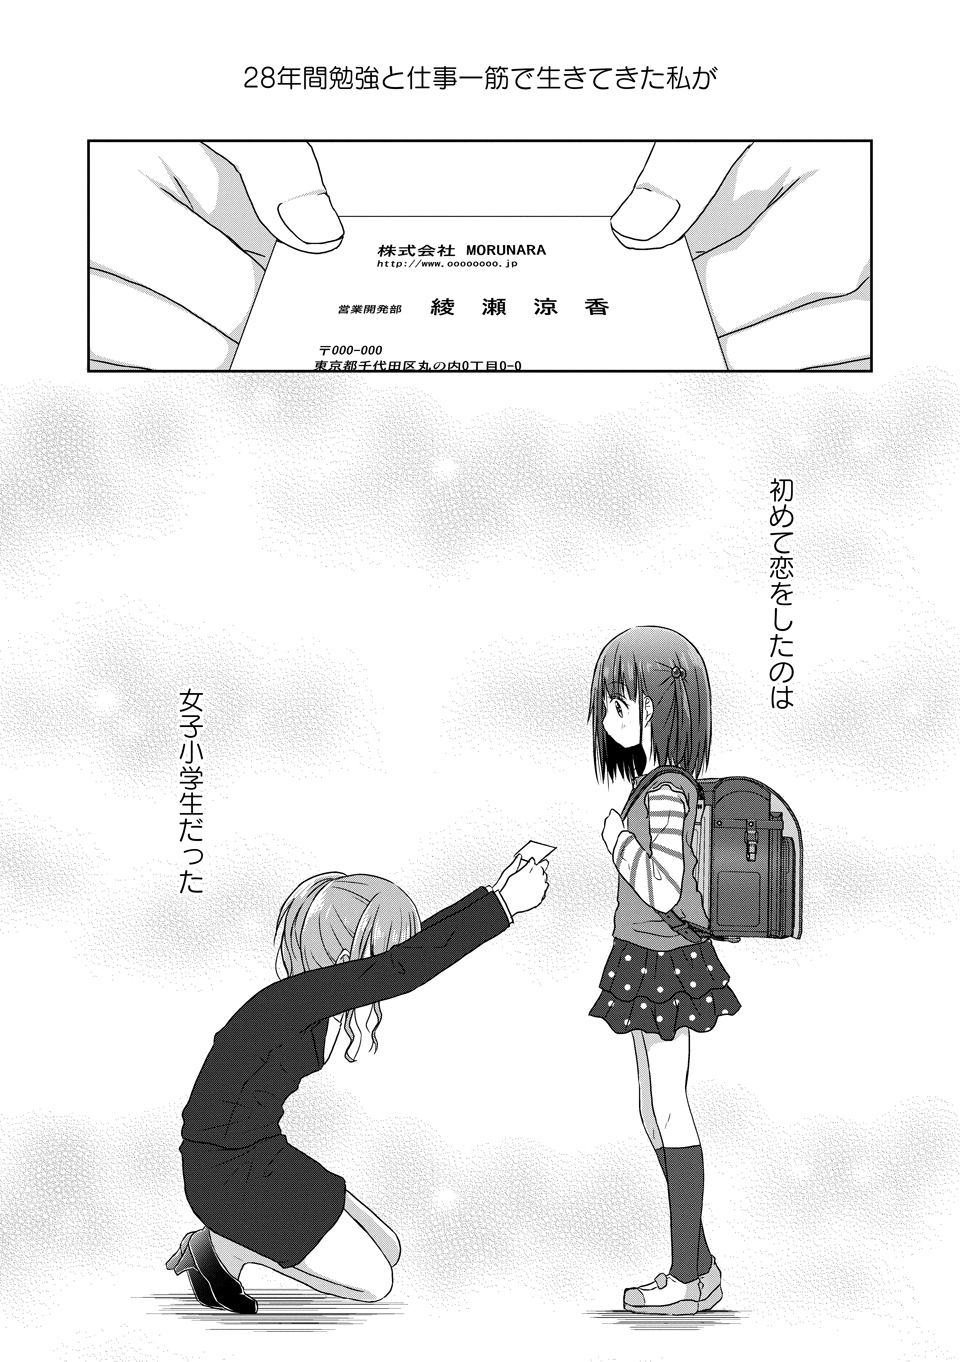 28年間勉強と仕事一筋で生きてきた私が
株式会社 MORUNARA
http://www.oooooooo.jp
営業開発部 綾瀬涼香
〒000-000
東京都千代田区丸の内0丁目0-0
初めて恋をしたのは
女子小学生だった